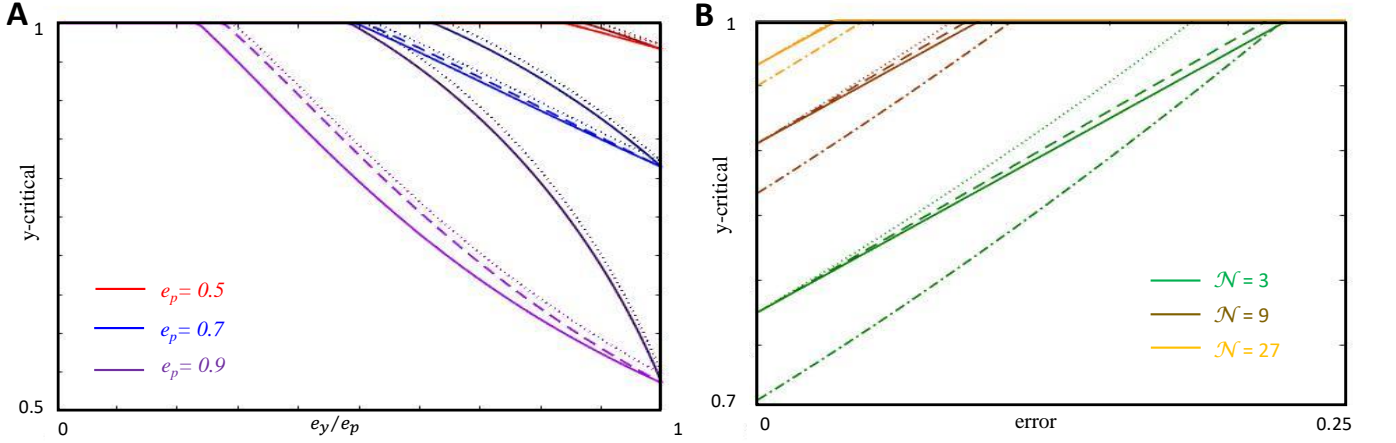 A
1
y-critical
0.5
0
e_y/e_p
1
e_p= 0.5
e_p= 0.7
e_p= 0.9
B
1
y-critical
0.7
0
error
0.25
𝒩 = 3
𝒩 = 9
𝒩 = 27